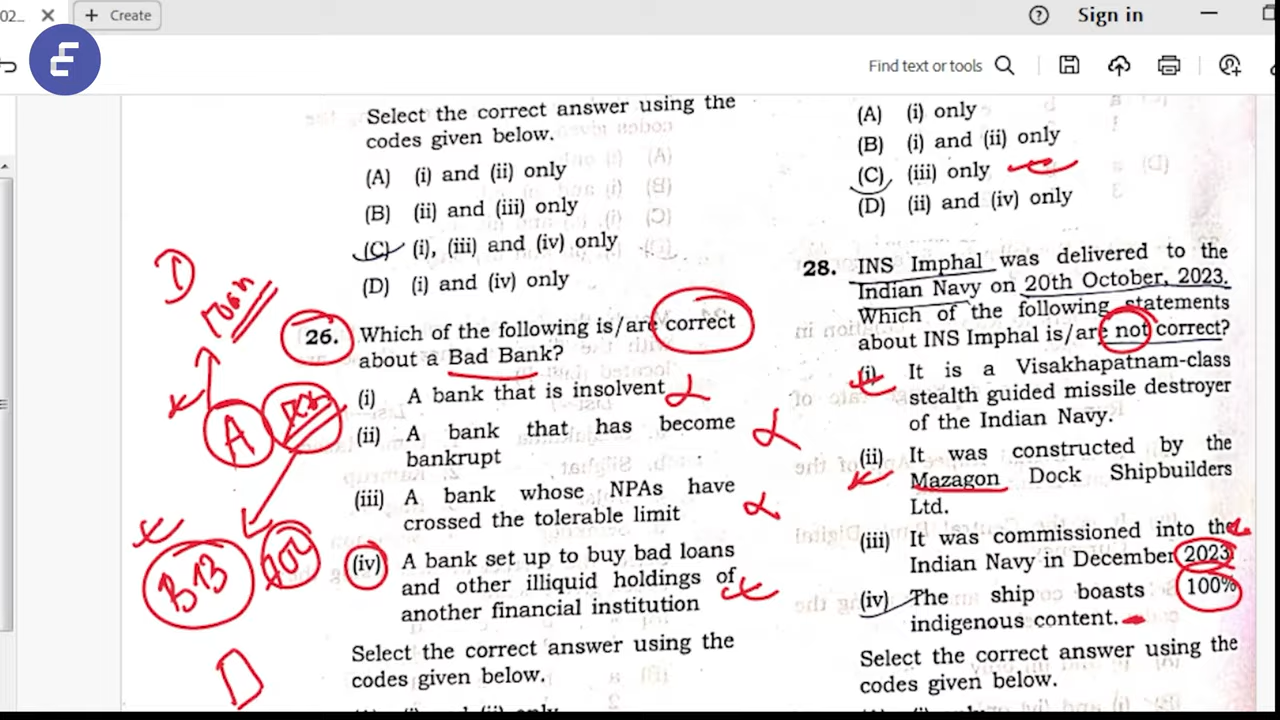 02...
Create
Sign in
E
Find text or tools
Select the correct answer using the
codes given below.
(A) (i) and (ii) only
(B) (ii) and (iii) only
(C) (i), (iii) and (iv) only
(D) (i) and (iv) only
D
26. Which of the following is/are correct
about a Bad Bank?
(i) A bank that is insolvent
(ii) A bank that has become
bankrupt
(iii) A bank whose NPAs have
crossed the tolerable limit
(iv) A bank set up to buy bad loans
and other illiquid holdings of
another financial institution
Select the correct answer using the
codes given below.
A
BB
D
(A) (i) only
(B) (i) and (ii) only
(C) (iii) only
(D) (ii) and (iv) only
28. INS Imphal was delivered to the
Indian Navy on 20th October, 2023.
Which of the following statements
about INS Imphal is/are not correct?
(i) It is a Visakhapatnam-class
stealth guided missile destroyer
of the Indian Navy.
(ii) It was constructed by the
Mazagon Dock Shipbuilders
Ltd.
(iii) It was commissioned into the
Indian Navy in December 2023
(iv) The ship boasts 100%
indigenous content.
Select the correct answer using the
codes given below.